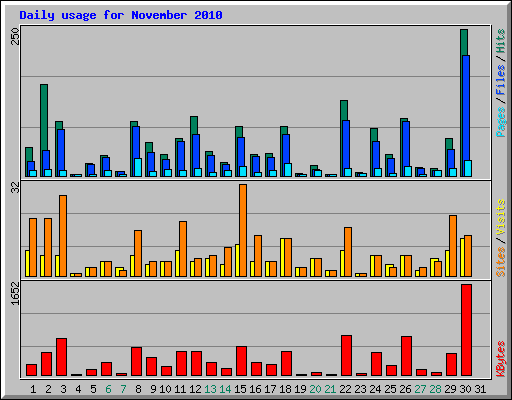 Daily usage for November 2010
250
Pages / Files / Hits
32
Sites / Visits
1652
KBytes
1 2 3 4 5 6 7 8 9 10 11 12 13 14 15 16 17 18 19 20 21 22 23 24 25 26 27 28 29 30 31